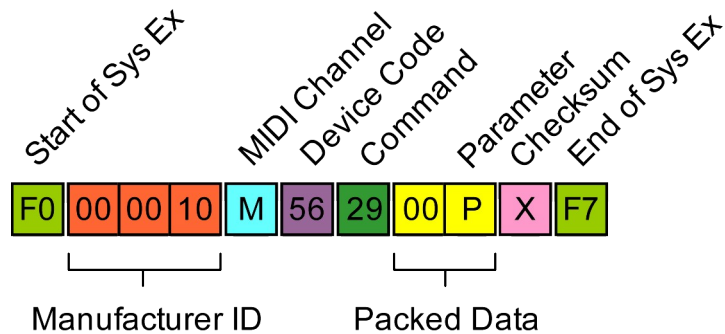 Start of Sys Ex
MIDI Channel
Device Code
Command
Parameter
Checksum
End of Sys Ex
F0 00 00 10 M 56 29 00 P X F7
Manufacturer ID Packed Data